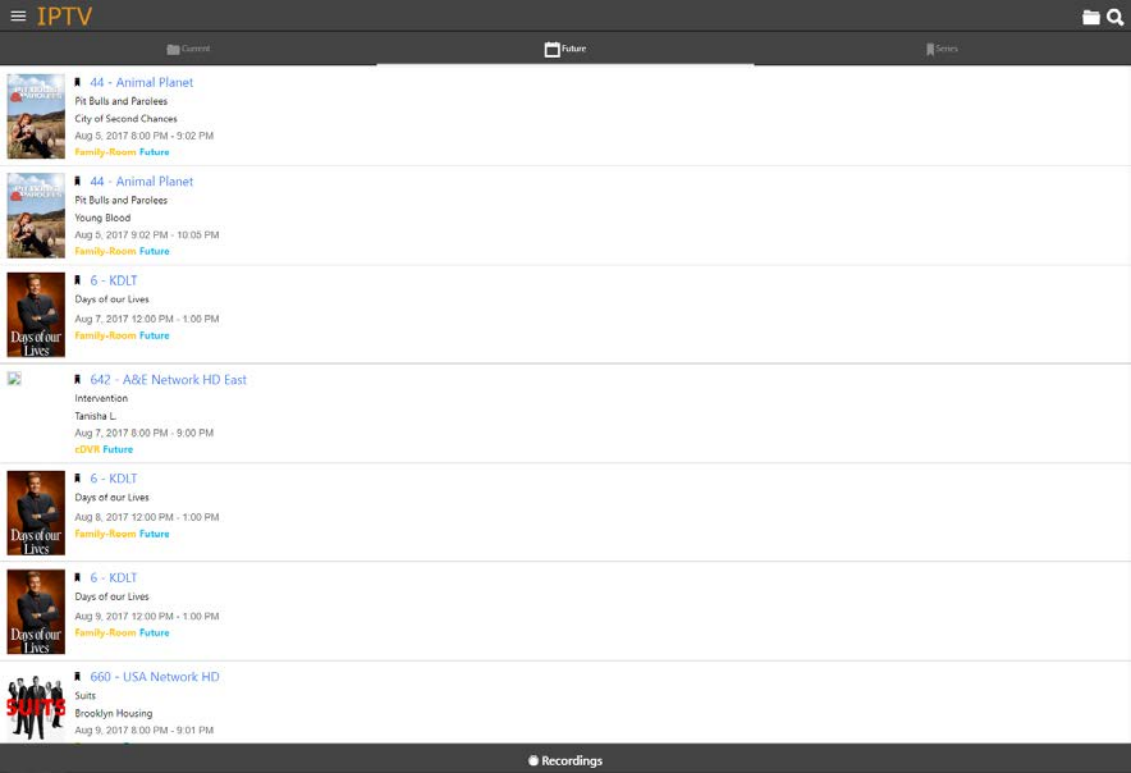 IPTV
Current
Future
Series
44 - Animal Planet
Pit Bulls and Parolees
City of Second Chances
Aug 5, 2017 8:00 PM - 9:02 PM
Family-Room Future
44 - Animal Planet
Pit Bulls and Parolees
Young Blood
Aug 5, 2017 9:02 PM - 10:05 PM
Family-Room Future
6 - KDLT
Days of our Lives
Aug 7, 2017 12:00 PM - 1:00 PM
Family-Room Future
Days of our
Lives
642 - A&E Network HD East
Intervention
Tanisha L.
Aug 7, 2017 8:00 PM - 9:00 PM
cDVR Future
6 - KDLT
Days of our Lives
Aug 8, 2017 12:00 PM - 1:00 PM
Family-Room Future
Days of our
Lives
6 - KDLT
Days of our Lives
Aug 9, 2017 12:00 PM - 1:00 PM
Family-Room Future
Days of our
Lives
660 - USA Network HD
Suits
SUITS
Brooklyn Housing
Aug 9, 2017 8:00 PM - 9:01 PM
Recordings